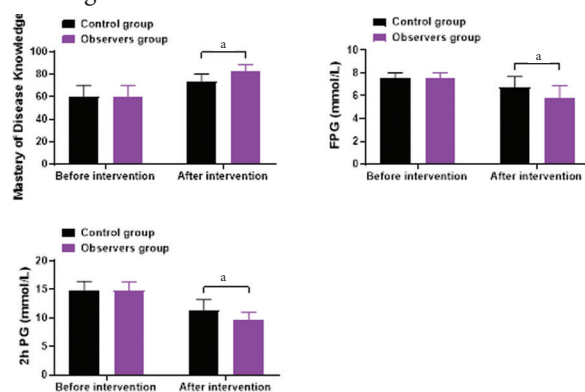 Control group
Observers group
a
Mastery of Disease Knowledge
100
80
60
40
20
0
Before intervention
After intervention
Control group
Observers group
a
FPG (mmol/L)
10
8
6
4
2
0
Before intervention
After intervention
Control group
Observers group
a
2h PG (mmol/L)
20
15
10
5
0
Before intervention
After intervention